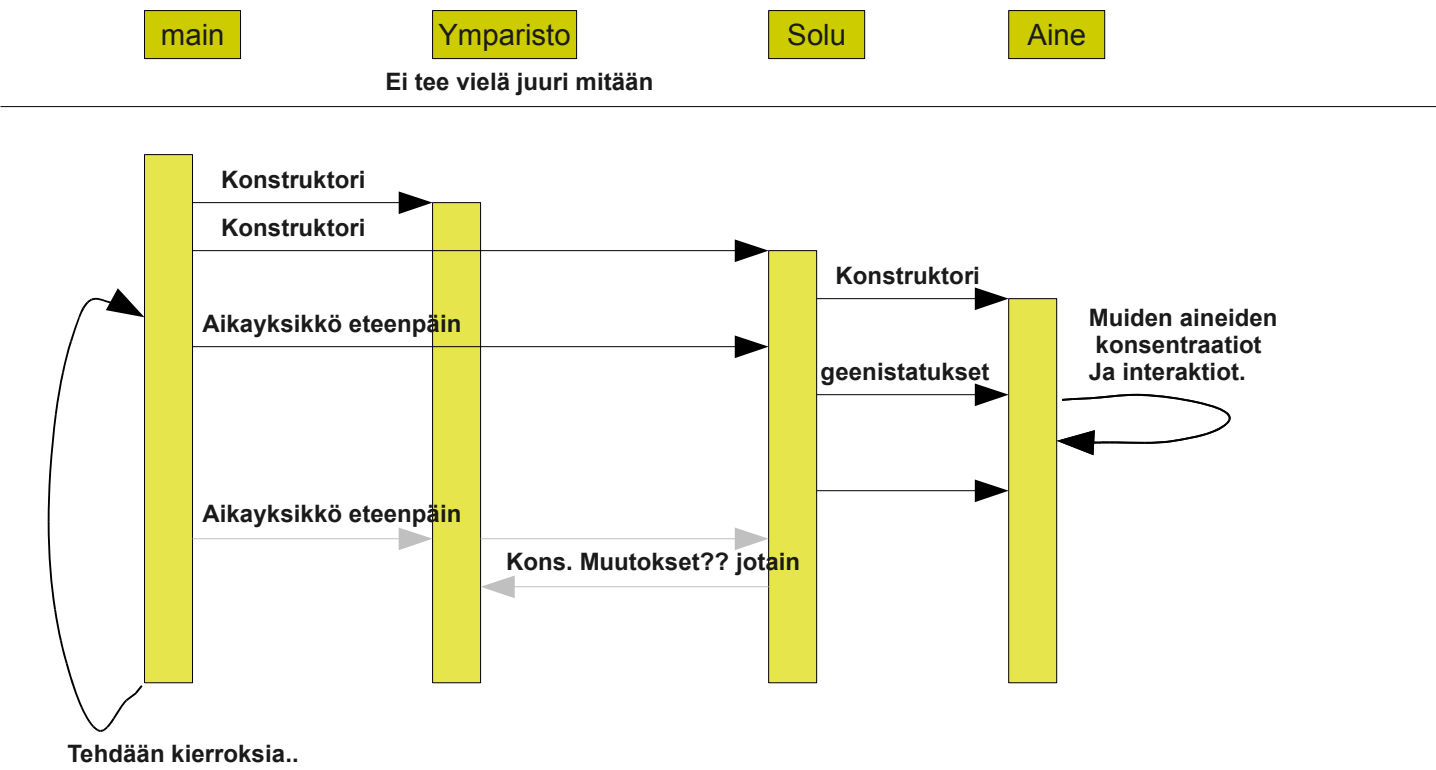 main
Ymparisto
Solu
Aine
Ei tee vielä juuri mitään
Konstruktori
Konstruktori
Konstruktori
Aikayksikkö eteenpäin
Muiden aineiden
konsentraatiot
Ja interaktiot.
geenistatukset
Aikayksikkö eteenpäin
Kons. Muutokset?? jotain
Tehdään kierroksia..